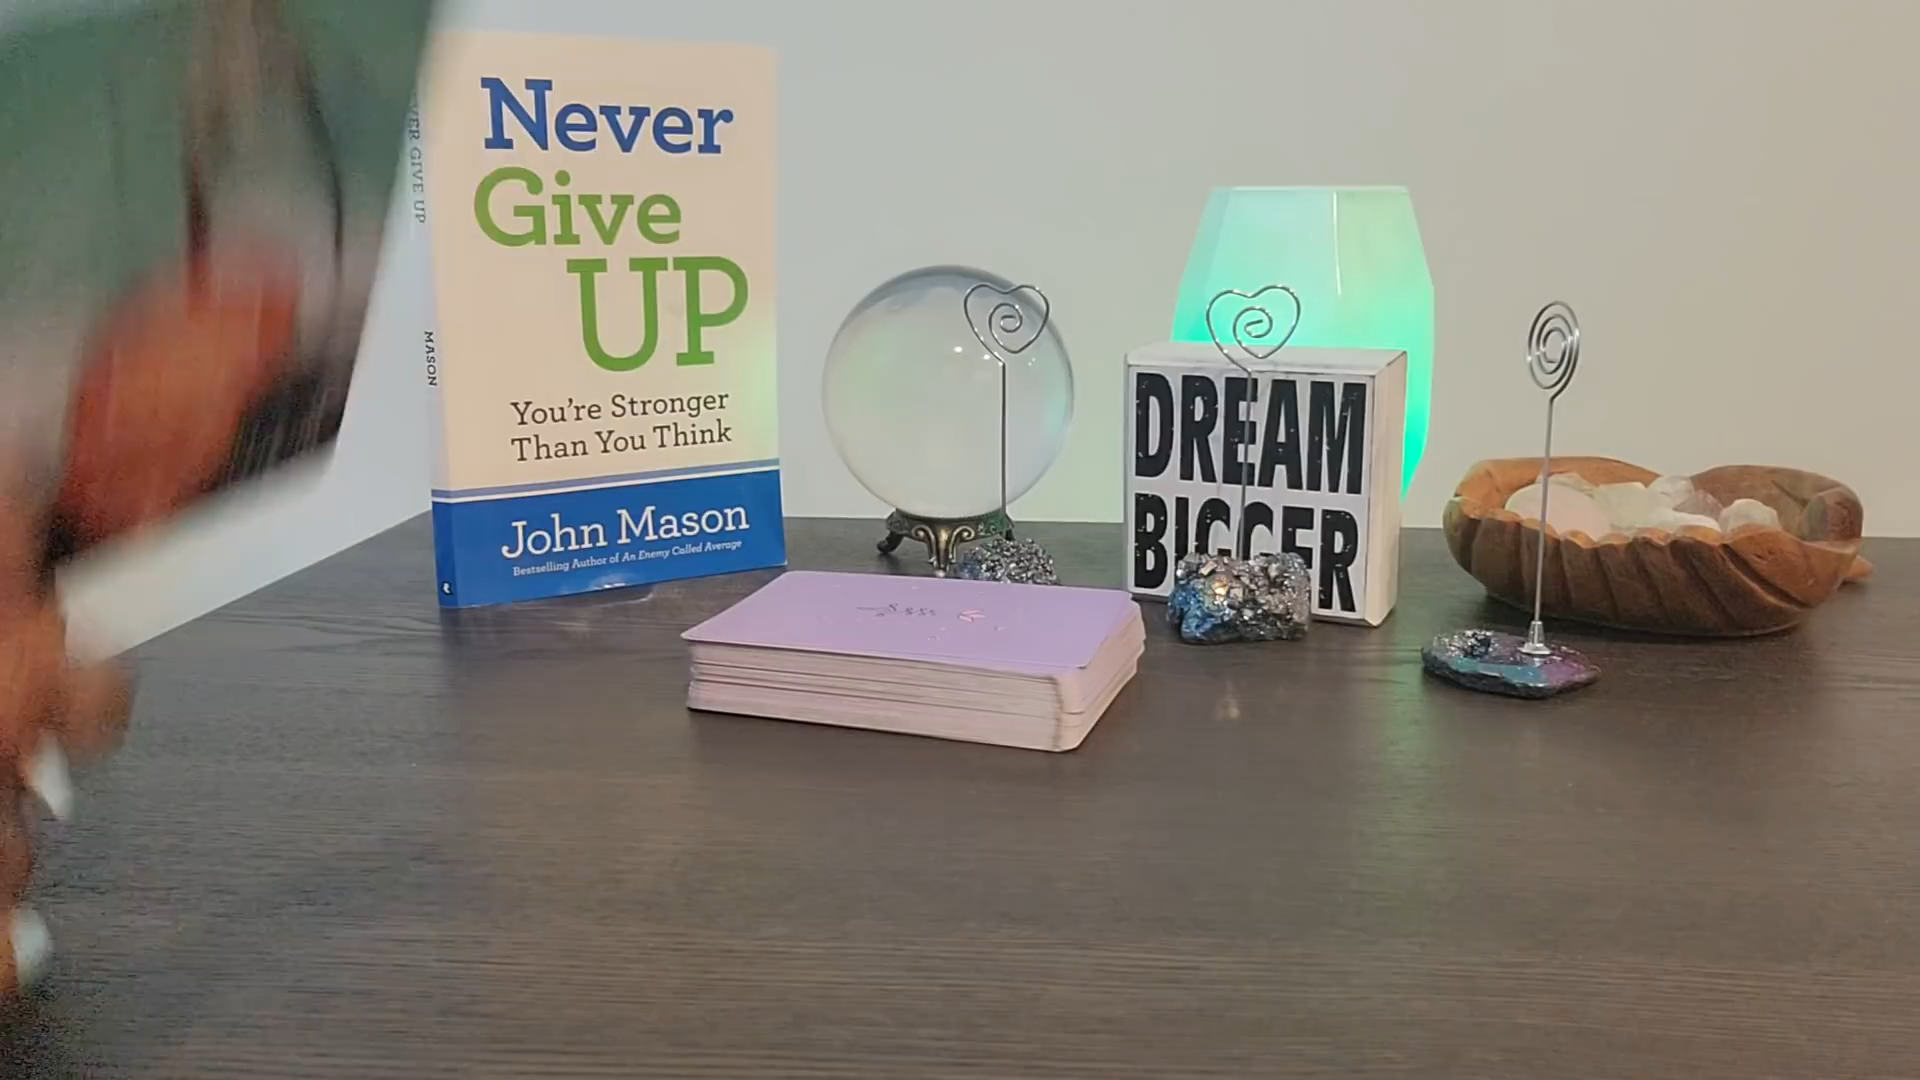 Never
Give
UP
You're Stronger
Than You Think
John Mason
Bestselling Author of An Enemy Called Average
VER GIVE UP
MASON
DREAM
BIGGER